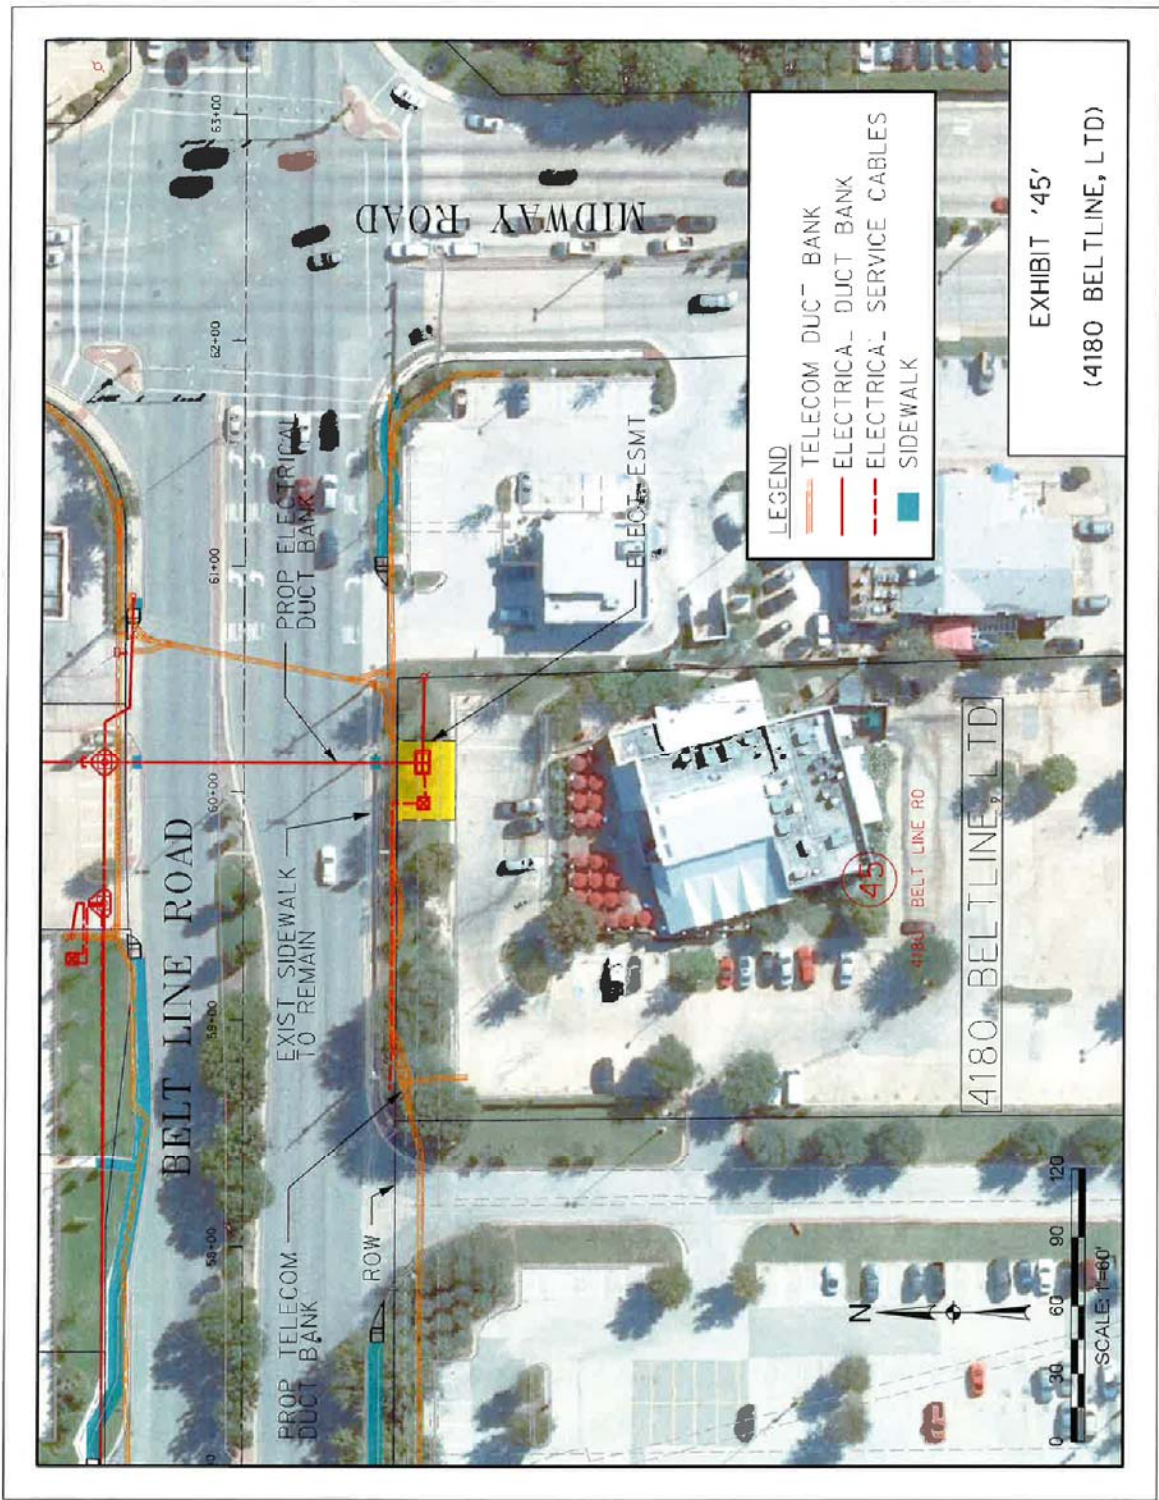 BELT LINE ROAD
MIDWAY ROAD
PROP TELECOM
DUCT BANK
ROW
EXIST SIDEWALK
TO REMAIN
PROP ELECTRICAL
DUCT BANK
ELECT ESMT
58+00
59+00
60+00
61+00
62+00
63+00
45
4180 BELT LINE RD
4180 BELTLINE, LTD
LEGEND
TELECOM DUCT BANK
ELECTRICAL DUCT BANK
ELECTRICAL SERVICE CABLES
SIDEWALK
N
0 30 60 90 120
SCALE: 1"=60'
EXHIBIT '45'
(4180 BELTLINE, LTD)